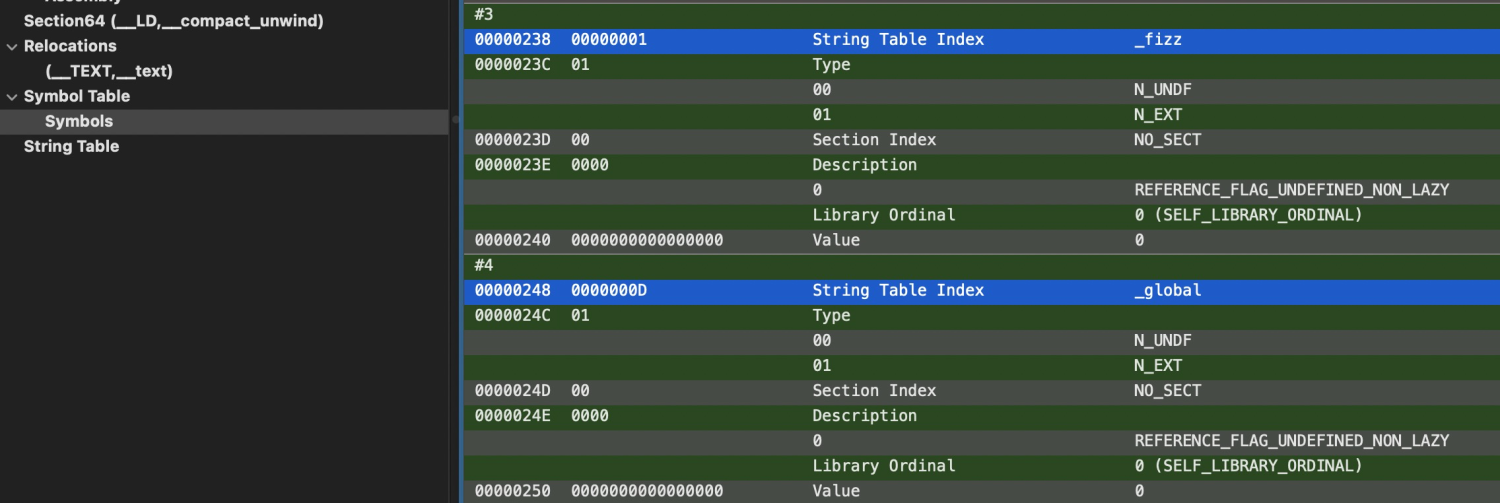 Section64 (__LD,__compact_unwind)
Relocations
(__TEXT,__text)
Symbol Table
Symbols
String Table
#3
00000238 00000001 String Table Index _fizz
0000023C 01 Type
00 N_UNDF
01 N_EXT
0000023D 00 Section Index NO_SECT
0000023E 0000 Description
0 REFERENCE_FLAG_UNDEFINED_NON_LAZY
Library Ordinal 0 (SELF_LIBRARY_ORDINAL)
00000240 0000000000000000 Value 0
#4
00000248 0000000D String Table Index _global
0000024C 01 Type
00 N_UNDF
01 N_EXT
0000024D 00 Section Index NO_SECT
0000024E 0000 Description
0 REFERENCE_FLAG_UNDEFINED_NON_LAZY
Library Ordinal 0 (SELF_LIBRARY_ORDINAL)
00000250 0000000000000000 Value 0